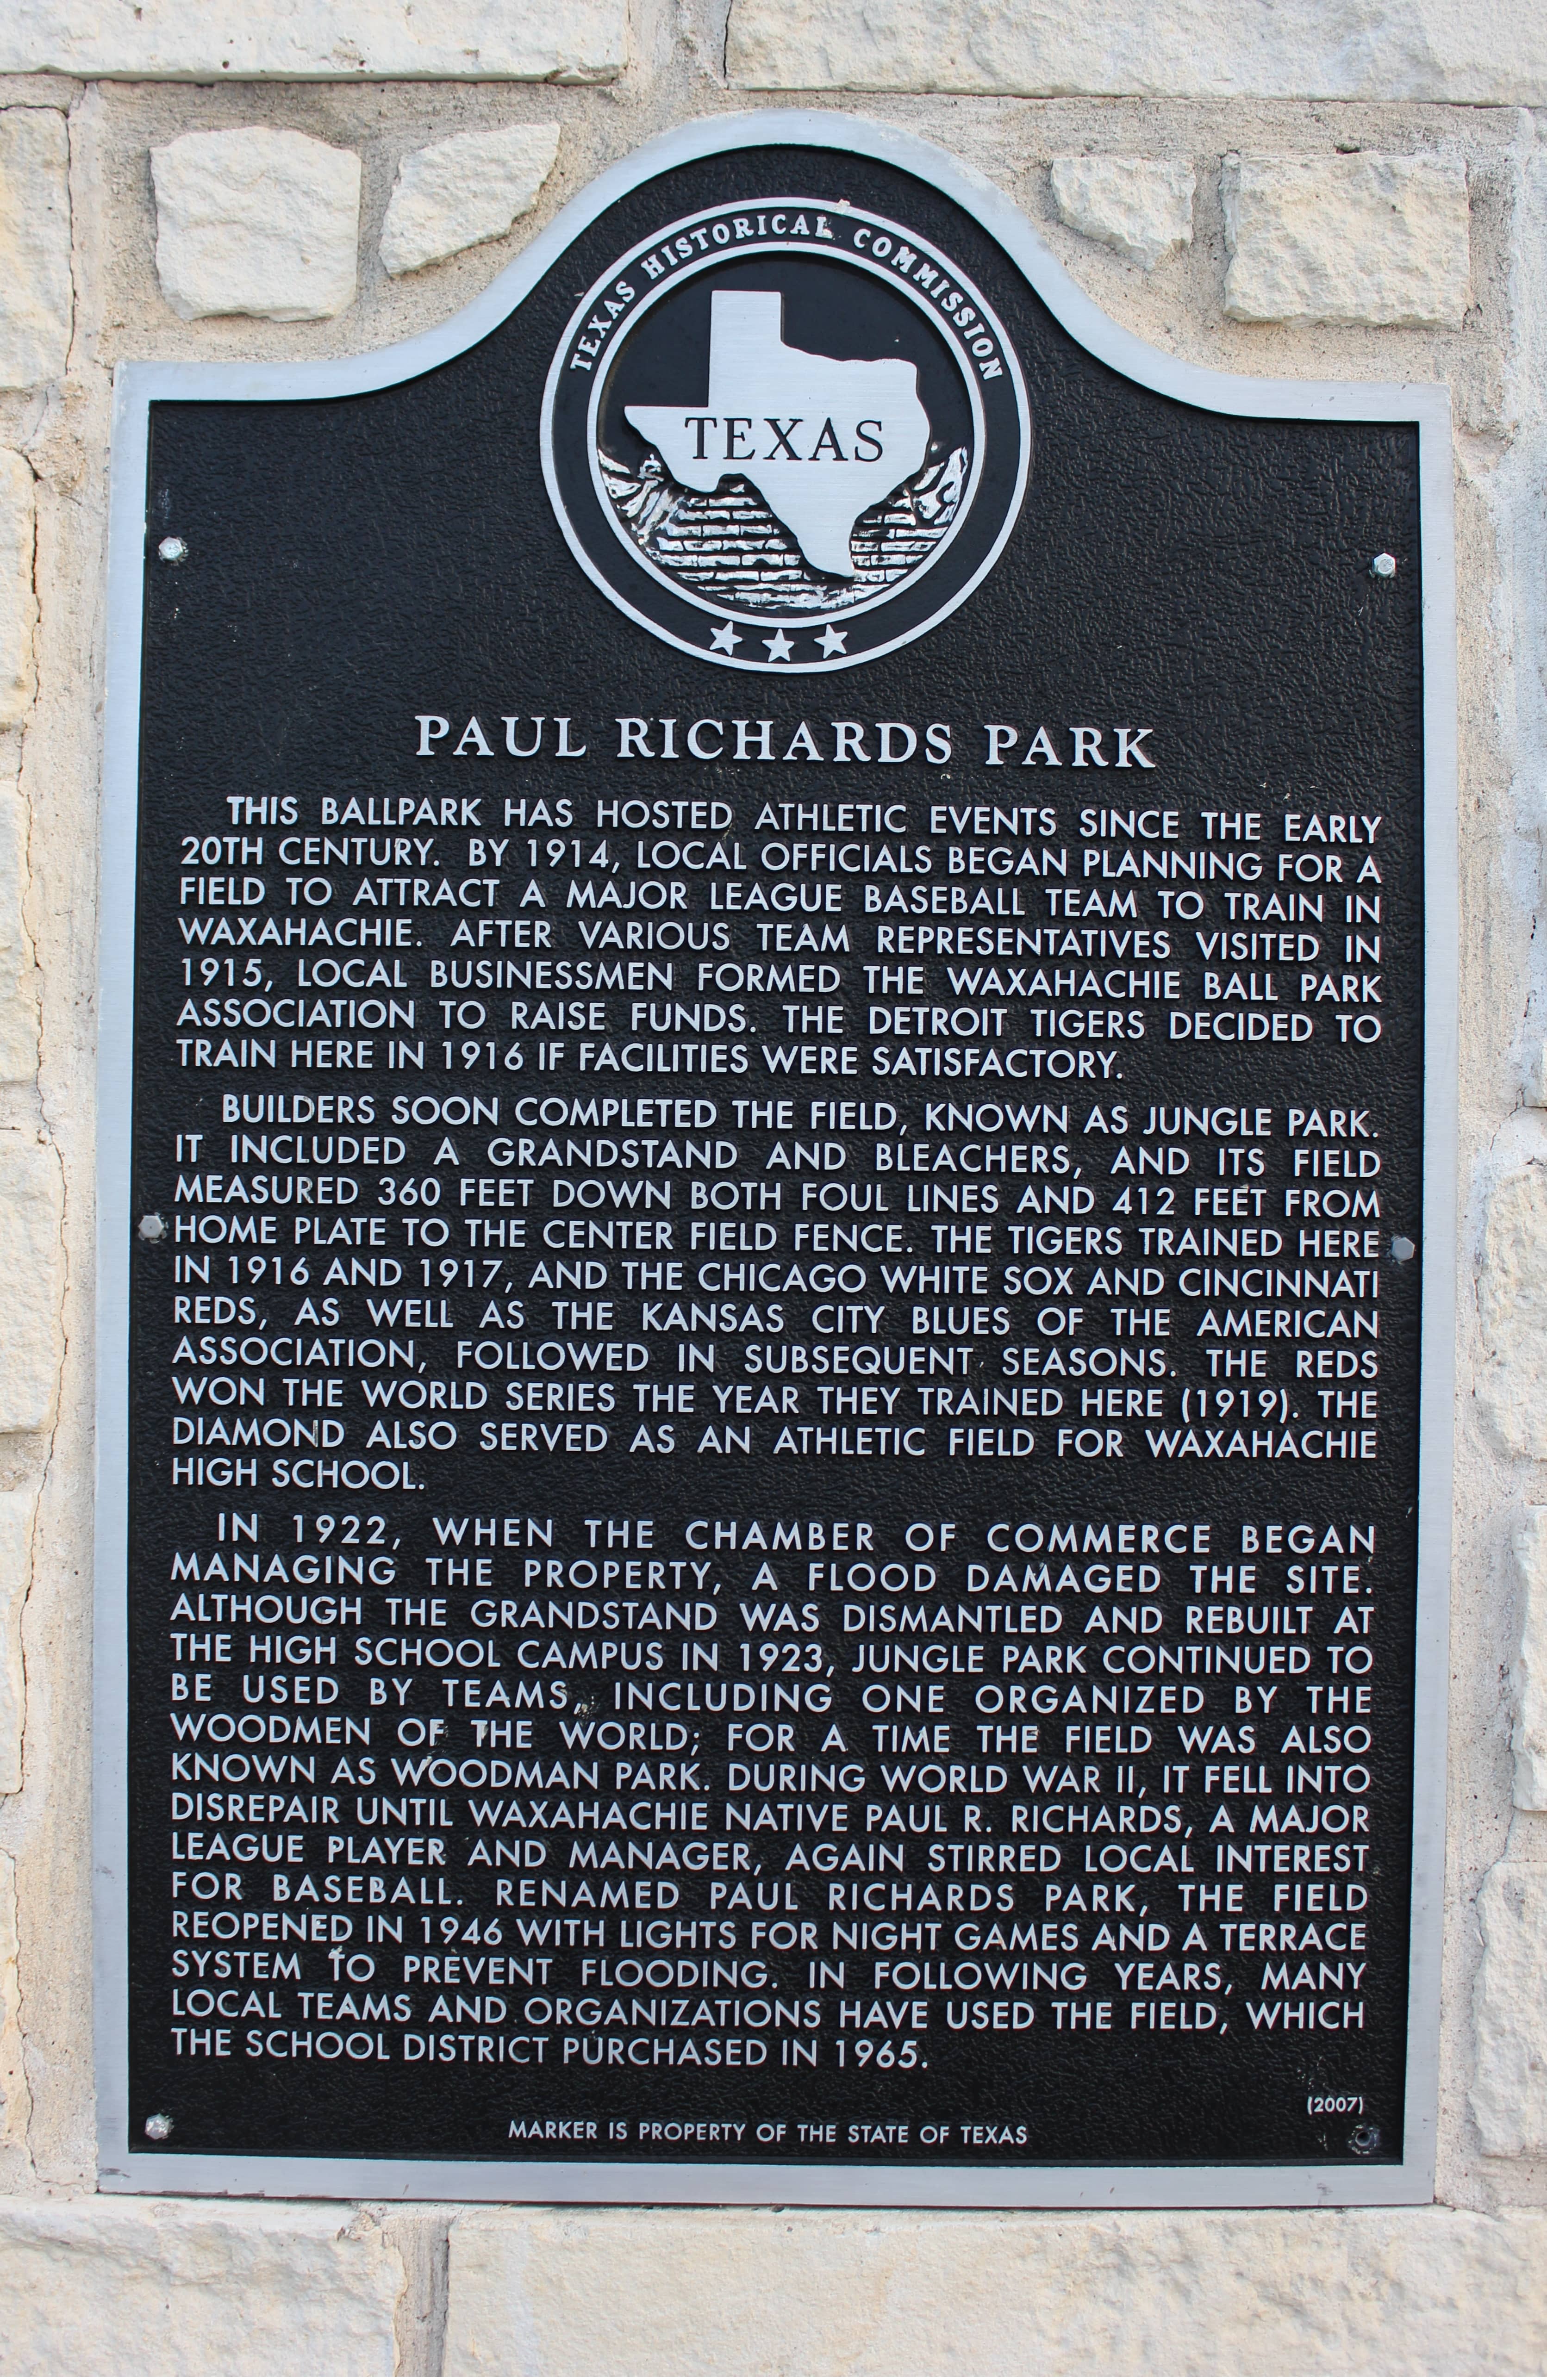 TEXAS HISTORICAL COMMISSION
TEXAS
PAUL RICHARDS PARK
THIS BALLPARK HAS HOSTED ATHLETIC EVENTS SINCE THE EARLY
20TH CENTURY. BY 1914, LOCAL OFFICIALS BEGAN PLANNING FOR A
FIELD TO ATTRACT A MAJOR LEAGUE BASEBALL TEAM TO TRAIN IN
WAXAHACHIE. AFTER VARIOUS TEAM REPRESENTATIVES VISITED IN
1915, LOCAL BUSINESSMEN FORMED THE WAXAHACHIE BALL PARK
ASSOCIATION TO RAISE FUNDS. THE DETROIT TIGERS DECIDED TO
TRAIN HERE IN 1916 IF FACILITIES WERE SATISFACTORY.
BUILDERS SOON COMPLETED THE FIELD, KNOWN AS JUNGLE PARK.
IT INCLUDED A GRANDSTAND AND BLEACHERS, AND ITS FIELD
MEASURED 360 FEET DOWN BOTH FOUL LINES AND 412 FEET FROM
HOME PLATE TO THE CENTER FIELD FENCE. THE TIGERS TRAINED HERE
IN 1916 AND 1917, AND THE CHICAGO WHITE SOX AND CINCINNATI
REDS, AS WELL AS THE KANSAS CITY BLUES OF THE AMERICAN
ASSOCIATION, FOLLOWED IN SUBSEQUENT SEASONS. THE REDS
WON THE WORLD SERIES THE YEAR THEY TRAINED HERE (1919). THE
DIAMOND ALSO SERVED AS AN ATHLETIC FIELD FOR WAXAHACHIE
HIGH SCHOOL.
IN 1922, WHEN THE CHAMBER OF COMMERCE BEGAN
MANAGING THE PROPERTY, A FLOOD DAMAGED THE SITE.
ALTHOUGH THE GRANDSTAND WAS DISMANTLED AND REBUILT AT
THE HIGH SCHOOL CAMPUS IN 1923, JUNGLE PARK CONTINUED TO
BE USED BY TEAMS, INCLUDING ONE ORGANIZED BY THE
WOODMEN OF THE WORLD; FOR A TIME THE FIELD WAS ALSO
KNOWN AS WOODMAN PARK. DURING WORLD WAR II, IT FELL INTO
DISREPAIR UNTIL WAXAHACHIE NATIVE PAUL R. RICHARDS, A MAJOR
LEAGUE PLAYER AND MANAGER, AGAIN STIRRED LOCAL INTEREST
FOR BASEBALL. RENAMED PAUL RICHARDS PARK, THE FIELD
REOPENED IN 1946 WITH LIGHTS FOR NIGHT GAMES AND A TERRACE
SYSTEM TO PREVENT FLOODING. IN FOLLOWING YEARS, MANY
LOCAL TEAMS AND ORGANIZATIONS HAVE USED THE FIELD, WHICH
THE SCHOOL DISTRICT PURCHASED IN 1965.
(2007)
MARKER IS PROPERTY OF THE STATE OF TEXAS